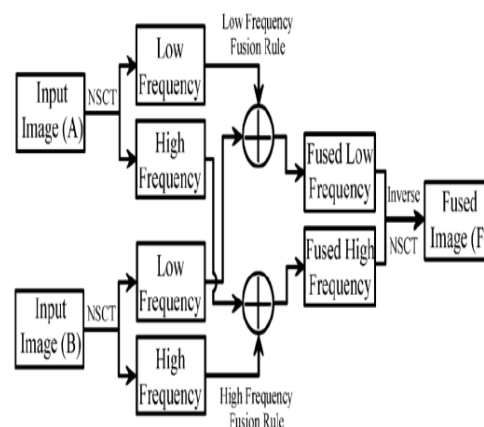 Low Frequency
Fusion Rule
Low
Frequency
Input
Image (A)
NSCT
High
Frequency
Fused Low
Frequency
Inverse
NSCT
Fused
Image (F
Low
Frequency
Fused High
Frequency
Input
Image (B)
NSCT
High
Frequency
High Frequency
Fusion Rule